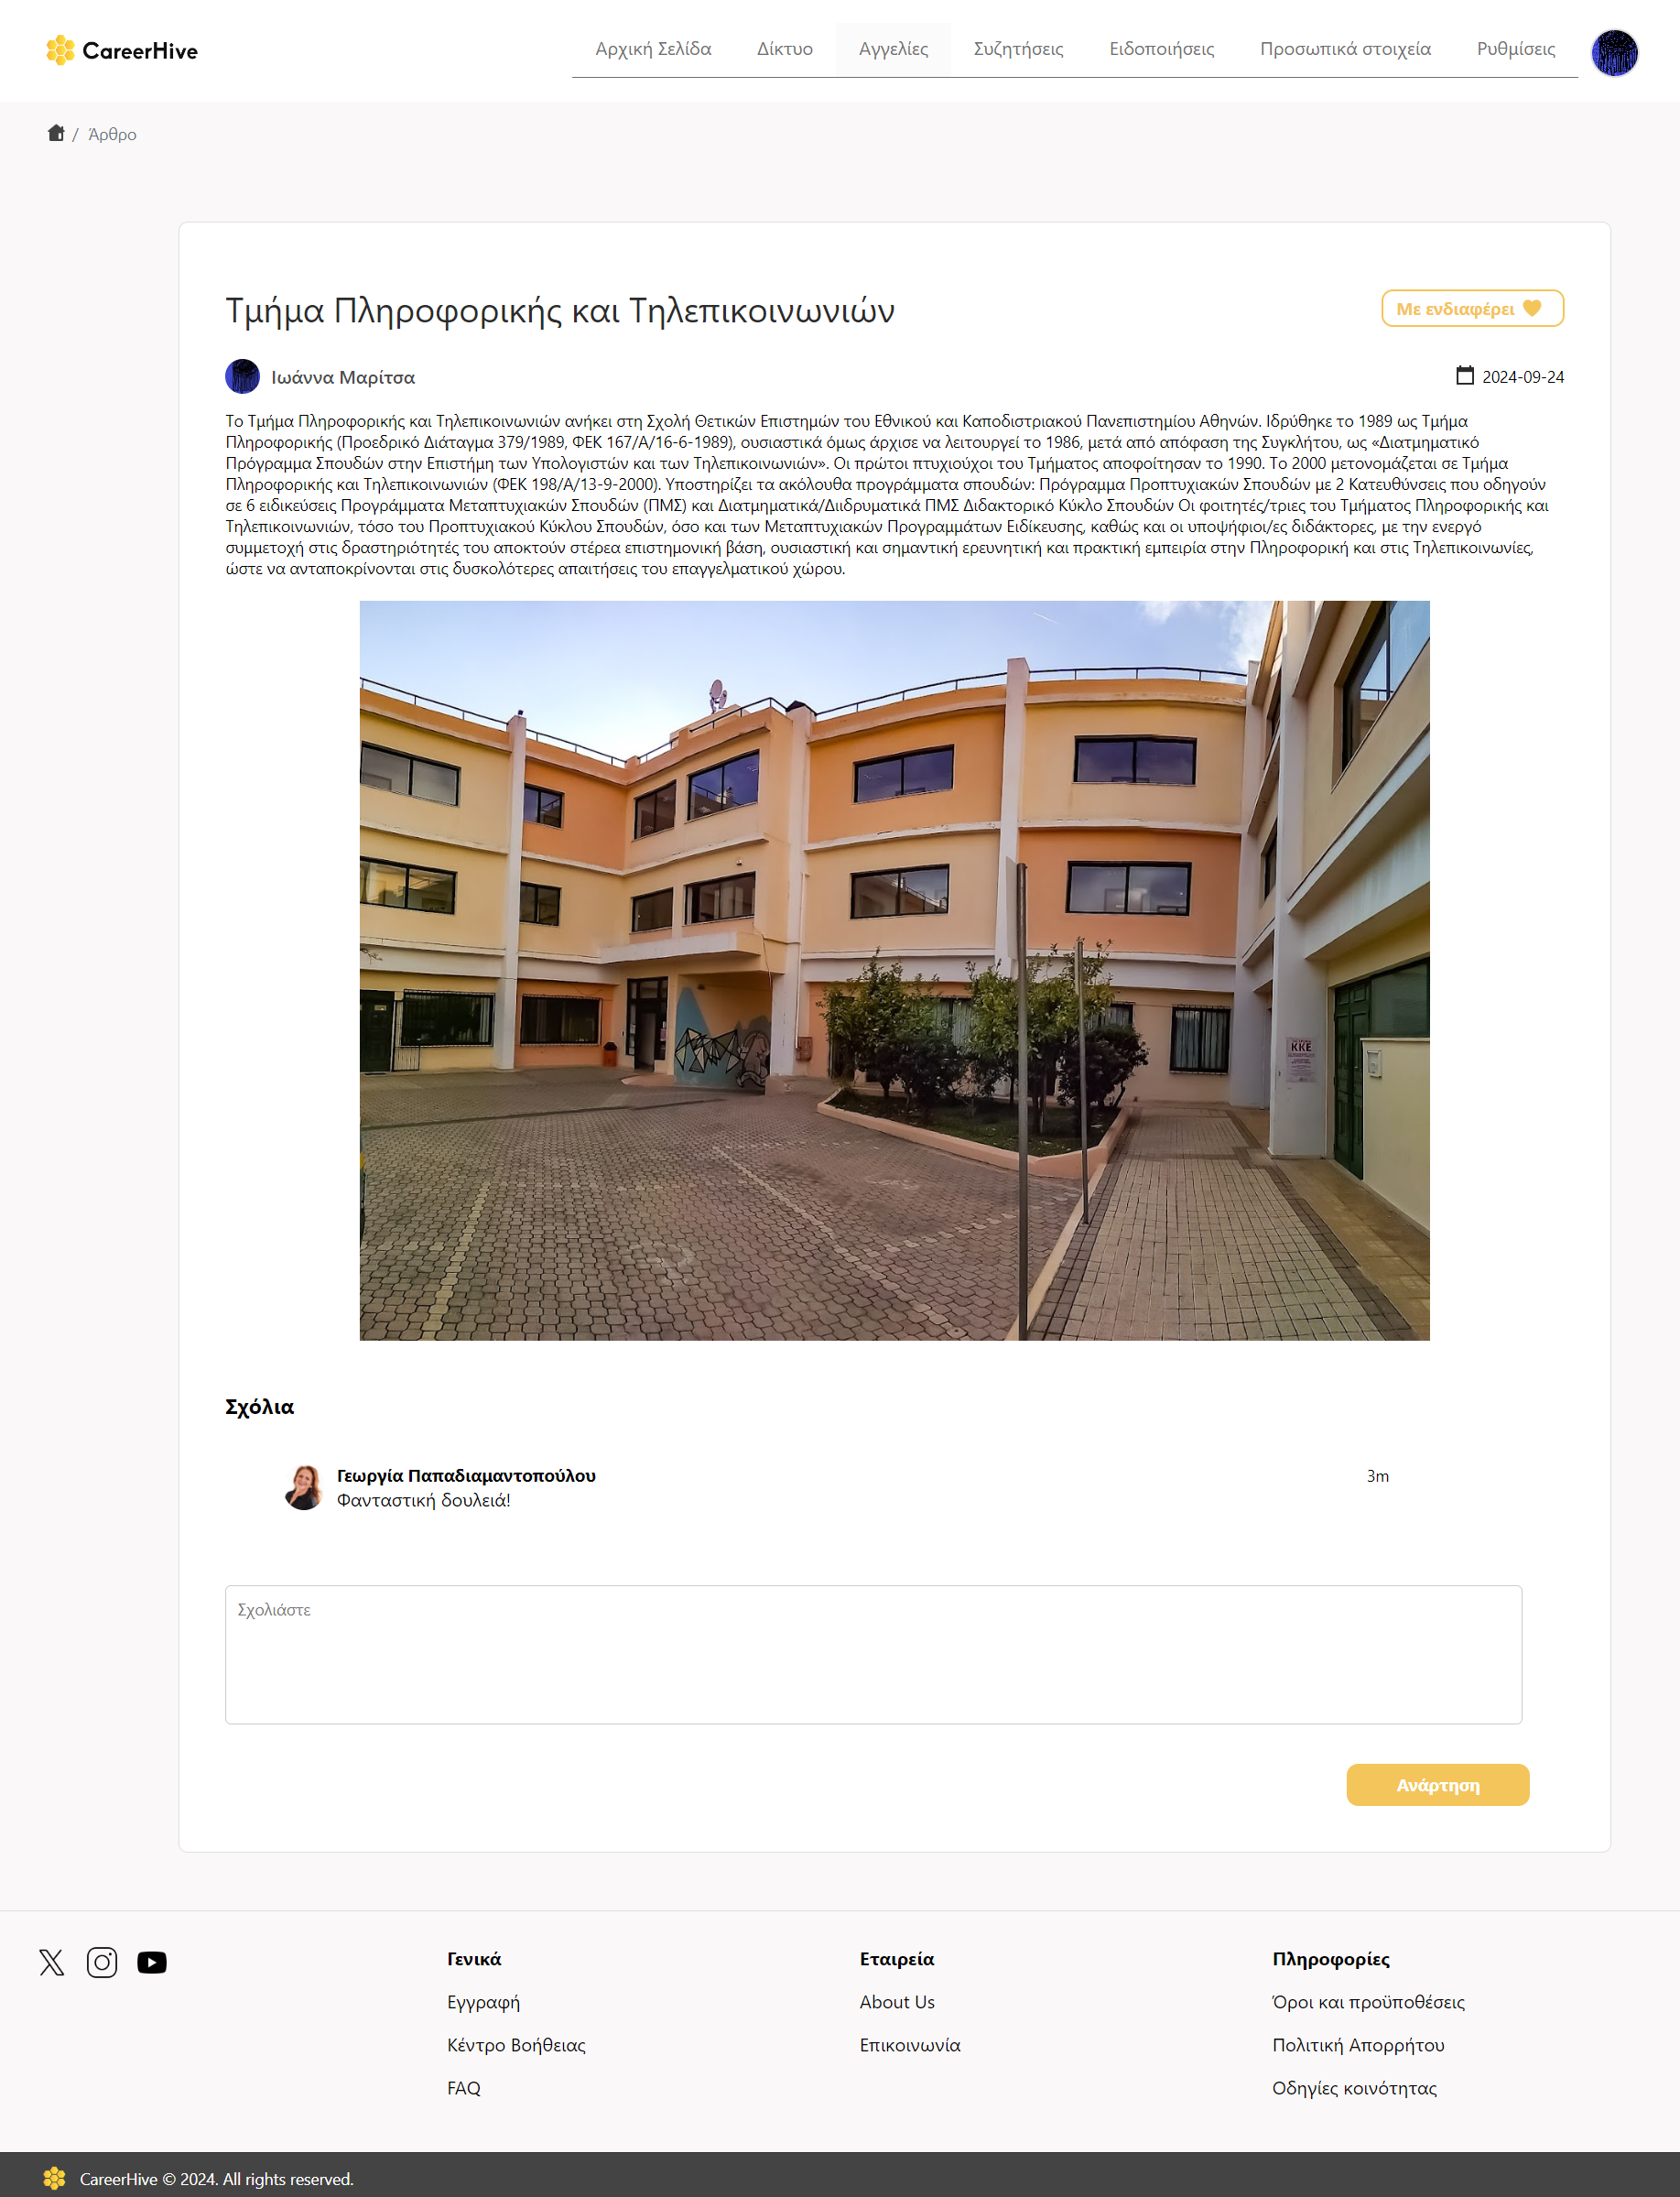 CareerHive
Αρχική Σελίδα
Δίκτυο
Αγγελίες
Συζητήσεις
Ειδοποιήσεις
Προσωπικά στοιχεία
Ρυθμίσεις
/ Άρθρο
Τμήμα Πληροφορικής και Τηλεπικοινωνιών
Με ενδιαφέρει
Ιωάννα Μαρίτσα
2024-09-24
Το Τμήμα Πληροφορικής και Τηλεπικοινωνιών ανήκει στη Σχολή Θετικών Επιστημών του Εθνικού και Καποδιστριακού Πανεπιστημίου Αθηνών. Ιδρύθηκε το 1989 ως Τμήμα
Πληροφορικής (Προεδρικό Διάταγμα 379/1989, ΦΕΚ 167/Α/16-6-1989), ουσιαστικά όμως άρχισε να λειτουργεί το 1986, μετά από απόφαση της Συγκλήτου, ως «Διατμηματικό
Πρόγραμμα Σπουδών στην Επιστήμη των Υπολογιστών και των Τηλεπικοινωνιών». Οι πρώτοι πτυχιούχοι του Τμήματος αποφοίτησαν το 1990. Το 2000 μετονομάζεται σε Τμήμα
Πληροφορικής και Τηλεπικοινωνιών (ΦΕΚ 198/Α/13-9-2000). Υποστηρίζει τα ακόλουθα προγράμματα σπουδών: Πρόγραμμα Προπτυχιακών Σπουδών με 2 Κατευθύνσεις που οδηγούν
σε 6 ειδικεύσεις Προγράμματα Μεταπτυχιακών Σπουδών (ΠΜΣ) και Διατμηματικά/Διιδρυματικά ΠΜΣ Διδακτορικό Κύκλο Σπουδών Οι φοιτητές/τριες του Τμήματος Πληροφορικής και
Τηλεπικοινωνιών, τόσο του Προπτυχιακού Κύκλου Σπουδών, όσο και των Μεταπτυχιακών Προγραμμάτων Ειδίκευσης, καθώς και οι υποψήφιοι/ες διδάκτορες, με την ενεργό
συμμετοχή στις δραστηριότητές του αποκτούν στέρεα επιστημονική βάση, ουσιαστική και σημαντική ερευνητική και πρακτική εμπειρία στην Πληροφορική και στις Τηλεπικοινωνίες,
ώστε να ανταποκρίνονται στις δυσκολότερες απαιτήσεις του επαγγελματικού χώρου.
ΚΚΕ
Σχόλια
Γεωργία Παπαδιαμαντοπούλου
3m
Φανταστική δουλειά!
Σχολιάστε
Ανάρτηση
Γενικά
Εγγραφή
Κέντρο Βοήθειας
FAQ
Εταιρεία
About Us
Επικοινωνία
Πληροφορίες
Όροι και προϋποθέσεις
Πολιτική Απορρήτου
Οδηγίες κοινότητας
CareerHive © 2024. All rights reserved.